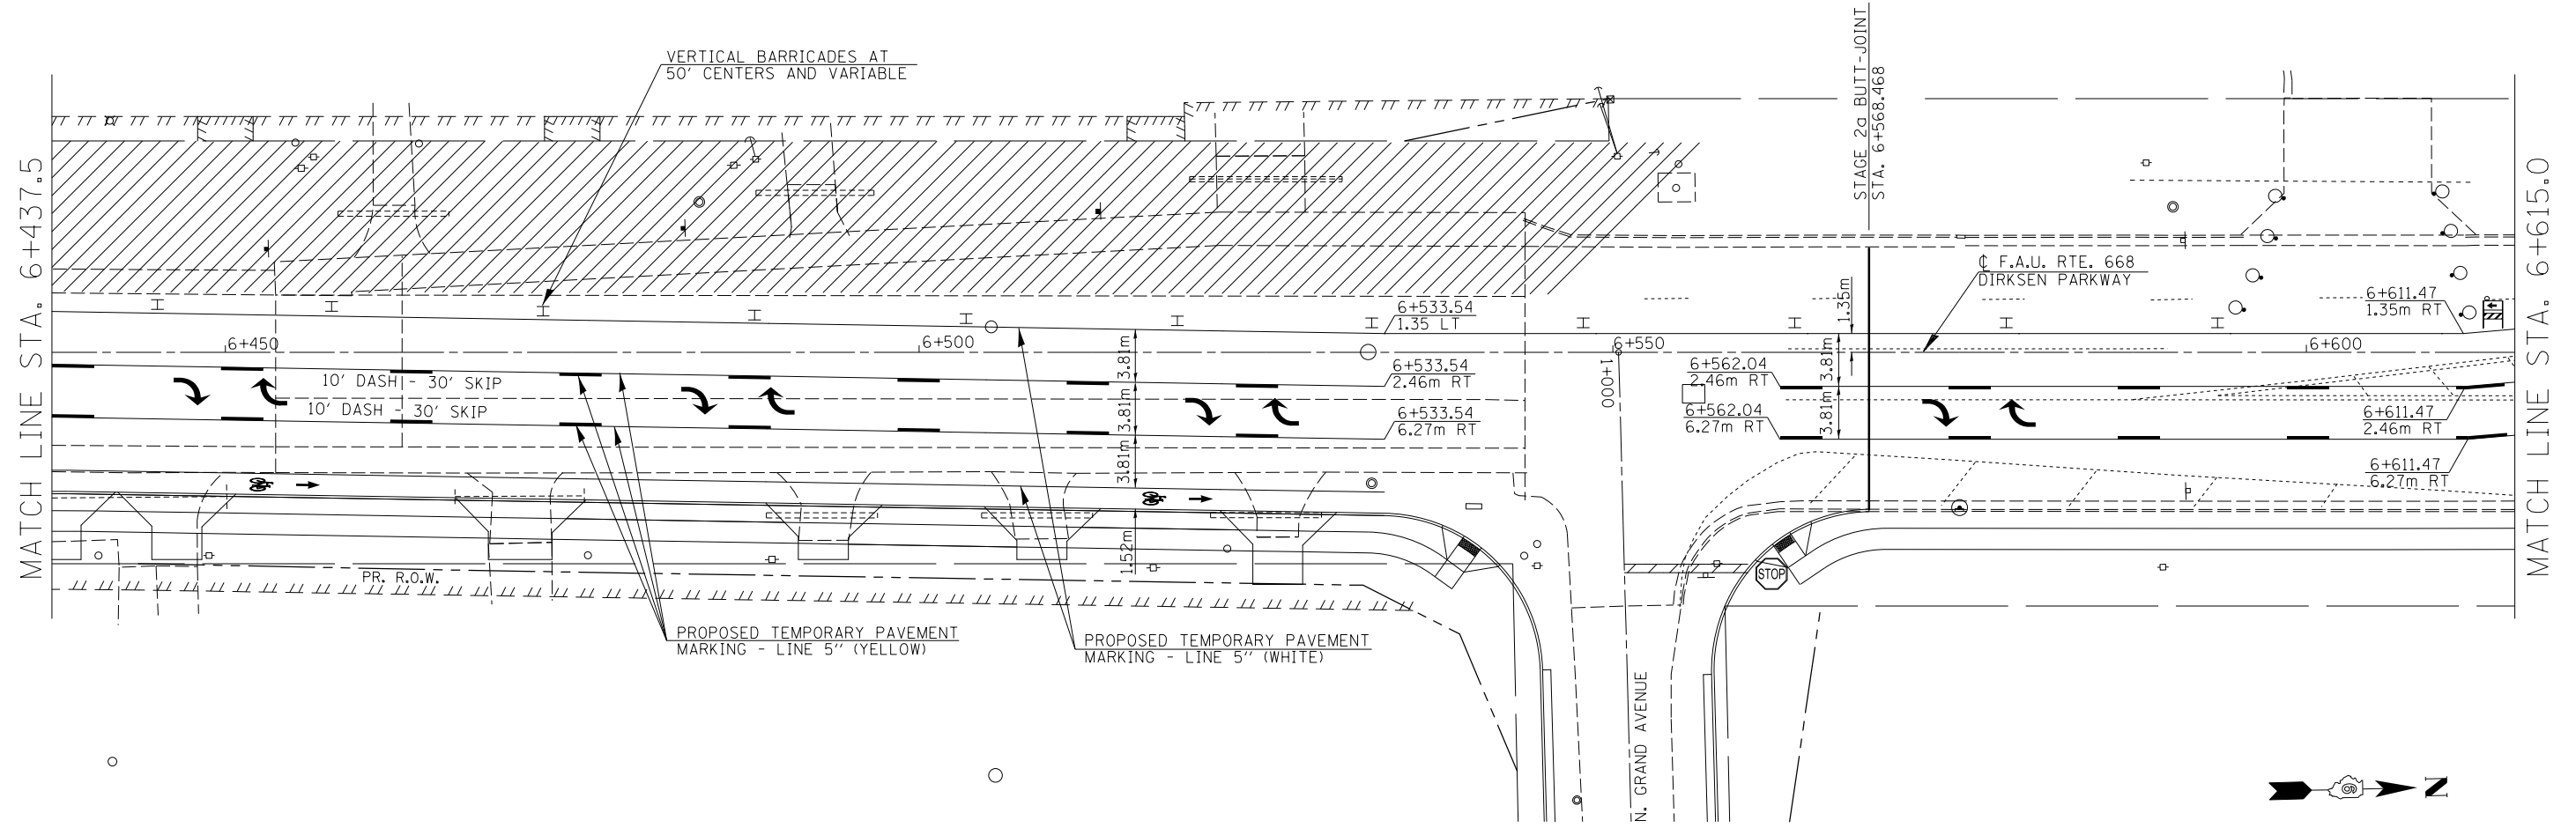 VERTICAL BARRICADES AT
50' CENTERS AND VARIABLE
STAGE 2a BUTT-JOINT
STA. 6+568.468
MATCH LINE STA. 6+437.5
MATCH LINE STA. 6+615.0
℄ F.A.U. RTE. 668
DIRKSEN PARKWAY
1.35m
6+533.54
1.35 LT
6+611.47
1.35m RT
6+450
6+500
6+550
6+600
3.81m
3.81m
3.81m
10' DASH - 30' SKIP
10' DASH - 30' SKIP
6+533.54
2.46m RT
6+533.54
6.27m RT
1+000
6+562.04
2.46m RT
6+562.04
6.27m RT
3.81m
3.81m
6+611.47
2.46m RT
6+611.47
6.27m RT
1.52m
PR. R.O.W.
STOP
PROPOSED TEMPORARY PAVEMENT
MARKING - LINE 5'' (YELLOW)
PROPOSED TEMPORARY PAVEMENT
MARKING - LINE 5'' (WHITE)
N. GRAND AVENUE
N